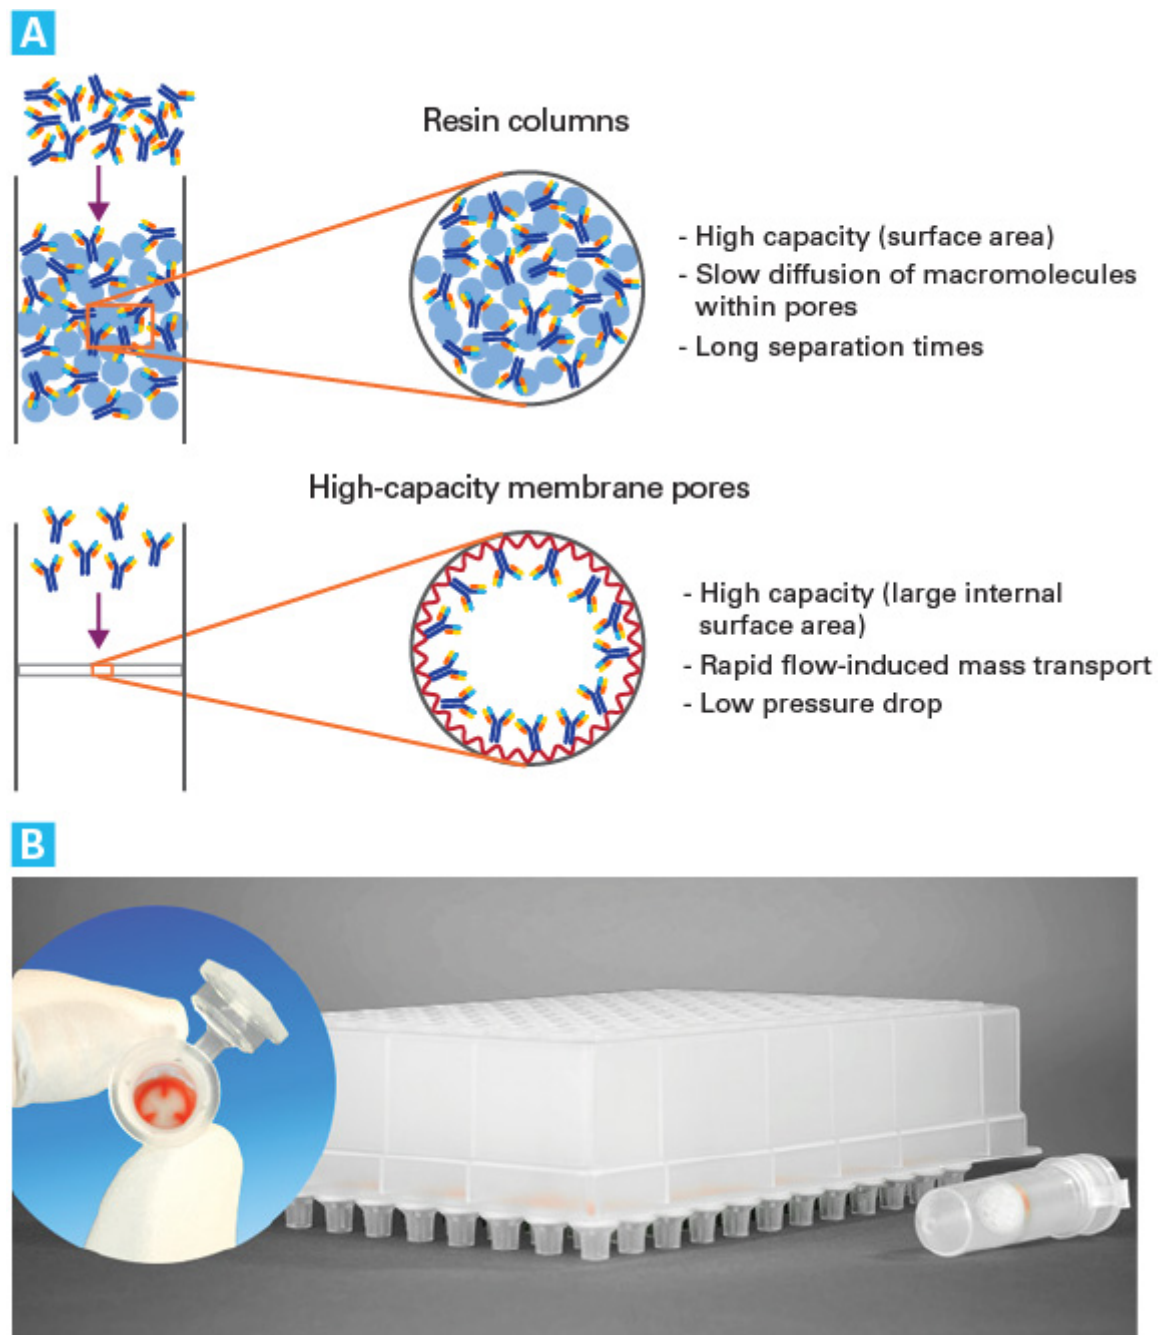 A
Resin columns
- High capacity (surface area)
- Slow diffusion of macromolecules
within pores
- Long separation times
High-capacity membrane pores
- High capacity (large internal
surface area)
- Rapid flow-induced mass transport
- Low pressure drop
B